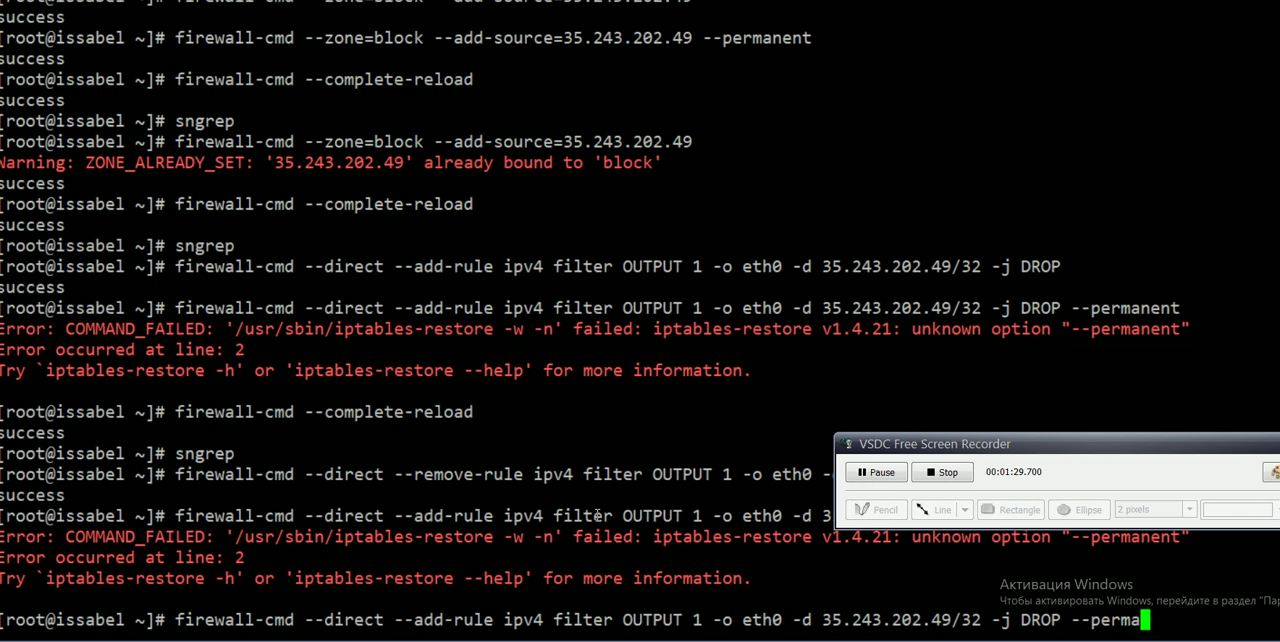 success
[root@issabel ~]# firewall-cmd --zone=block --add-source=35.243.202.49 --permanent
success
[root@issabel ~]# firewall-cmd --complete-reload
success
[root@issabel ~]# sngrep
[root@issabel ~]# firewall-cmd --zone=block --add-source=35.243.202.49
Warning: ZONE_ALREADY_SET: '35.243.202.49' already bound to 'block'
success
[root@issabel ~]# firewall-cmd --complete-reload
success
[root@issabel ~]# sngrep
[root@issabel ~]# firewall-cmd --direct --add-rule ipv4 filter OUTPUT 1 -o eth0 -d 35.243.202.49/32 -j DROP
success
[root@issabel ~]# firewall-cmd --direct --add-rule ipv4 filter OUTPUT 1 -o eth0 -d 35.243.202.49/32 -j DROP --permanent
Error: COMMAND_FAILED: '/usr/sbin/iptables-restore -w -n' failed: iptables-restore v1.4.21: unknown option "--permanent"
Error occurred at line: 2
Try `iptables-restore -h' or 'iptables-restore --help' for more information.
[root@issabel ~]# firewall-cmd --complete-reload
success
[root@issabel ~]# sngrep
[root@issabel ~]# firewall-cmd --direct --remove-rule ipv4 filter OUTPUT 1 -o eth0 -
success
[root@issabel ~]# firewall-cmd --direct --add-rule ipv4 filter OUTPUT 1 -o eth0 -d 3
Error: COMMAND_FAILED: '/usr/sbin/iptables-restore -w -n' failed: iptables-restore v1.4.21: unknown option "--permanent"
Error occurred at line: 2
Try `iptables-restore -h' or 'iptables-restore --help' for more information.
[root@issabel ~]# firewall-cmd --direct --add-rule ipv4 filter OUTPUT 1 -o eth0 -d 35.243.202.49/32 -j DROP --perma
VSDC Free Screen Recorder
Pause Stop 00:01:29.700
Pencil Line Rectangle Ellipse 2 pixels
Активация Windows
Чтобы активировать Windows, перейдите в раздел "Па